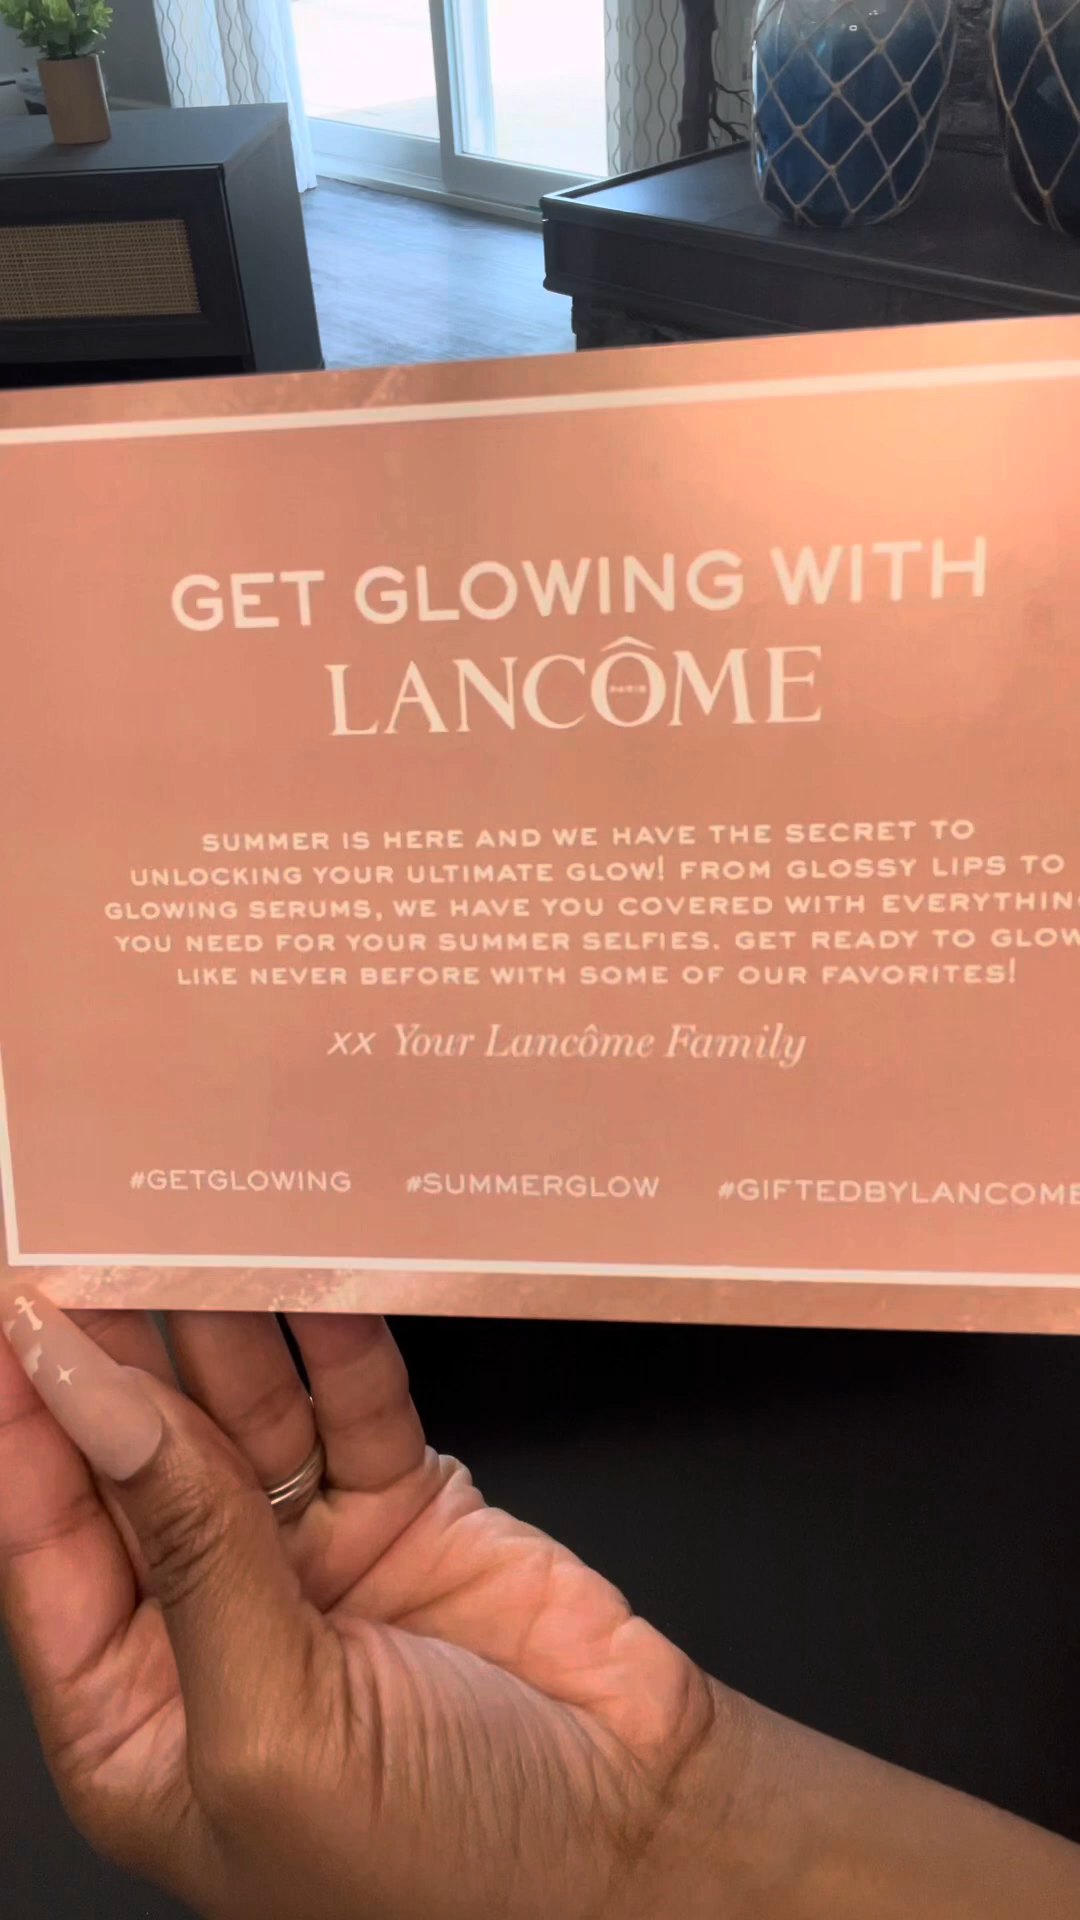 GET GLOWING WITH
LANCÔME
PARIS
SUMMER IS HERE AND WE HAVE THE SECRET TO
UNLOCKING YOUR ULTIMATE GLOW! FROM GLOSSY LIPS TO
GLOWING SERUMS, WE HAVE YOU COVERED WITH EVERYTHIN
YOU NEED FOR YOUR SUMMER SELFIES. GET READY TO GLOW
LIKE NEVER BEFORE WITH SOME OF OUR FAVORITES!
xx Your Lancôme Family
#GETGLOWING #SUMMERGLOW #GIFTEDBYLANCOME